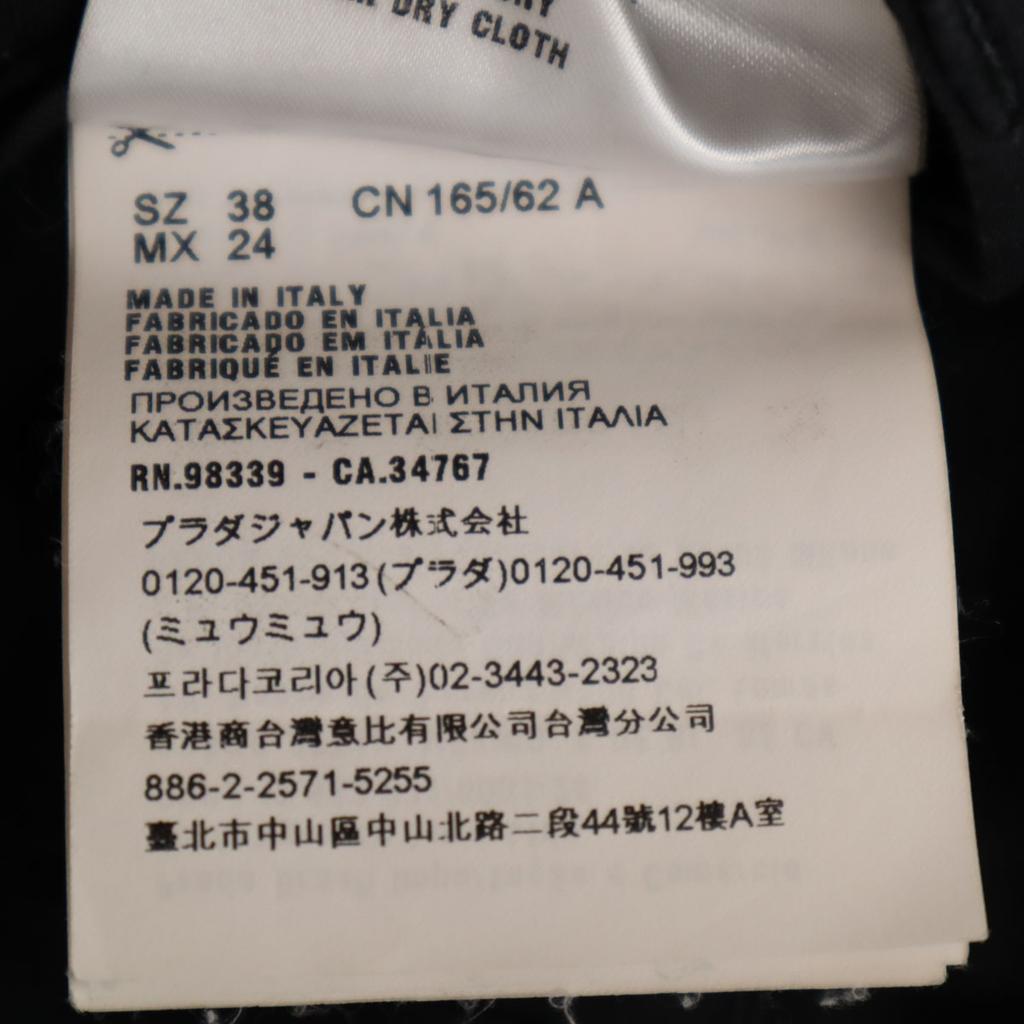 DRY CLOTH
SZ 38 CN 165/62 A
MX 24
MADE IN ITALY
FABRICADO EN ITALIA
FABRICADO EM ITÁLIA
FABRIQUÉ EN ITALIE
ПРОИЗВЕДЕНО В ИТАЛИЯ
ΚΑΤΑΣΚΕΥΑΖΕΤΑΙ ΣΤΗΝ ΙΤΑΛΙΑ
RN.98339 - CA.34767
プラダジャパン株式会社
0120-451-913(プラダ)0120-451-993
(ミュウミュウ)
프라다코리아(주)02-3443-2323
香港商台灣意比有限公司台灣分公司
886-2-2571-5255
臺北市中山區中山北路二段44號12樓A室